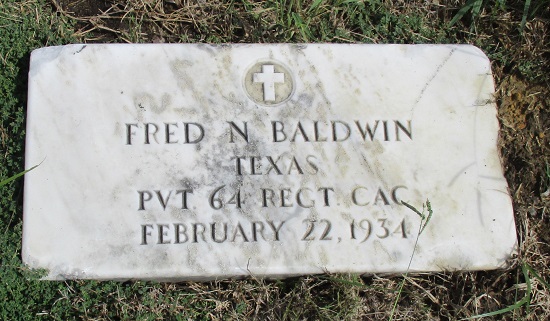 FRED N BALDWIN
TEXAS
PVT 64 REGT. CAC
FEBRUARY 22, 1934